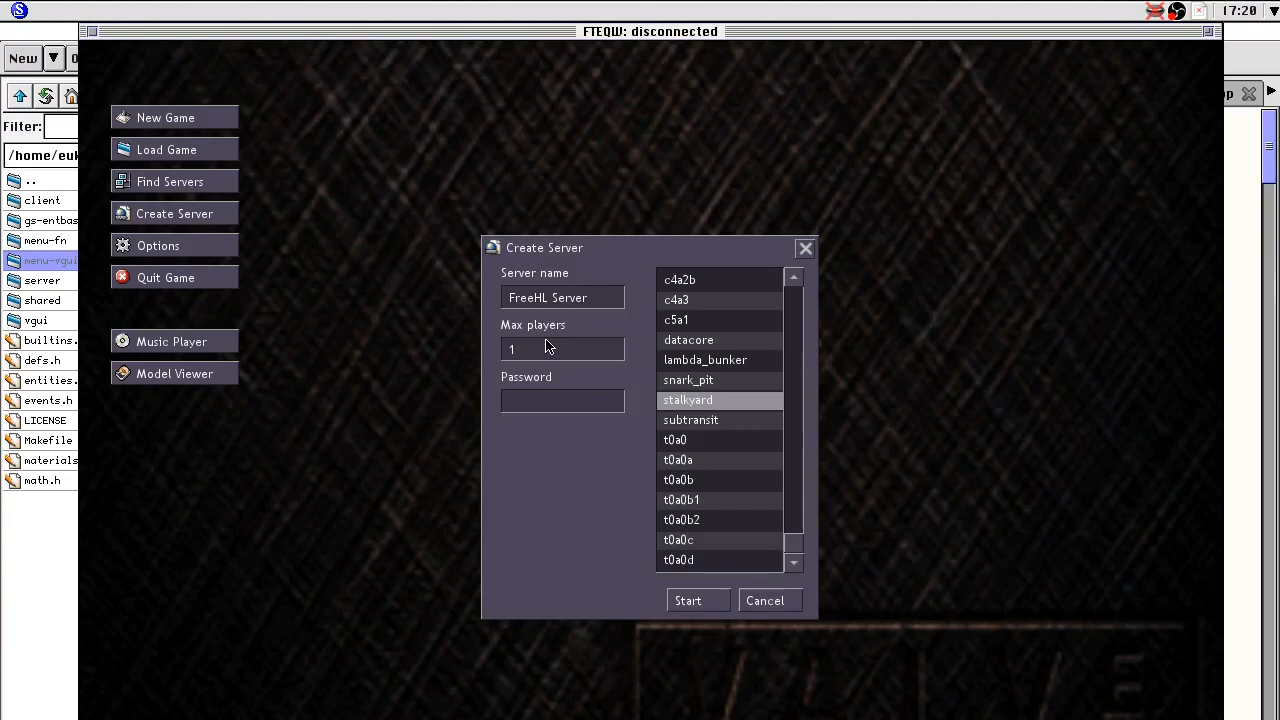 17:20
FTEQW: disconnected
New
Filter:
/home/euk
..
client
gs-entbas
menu-fn
menu-vgui
server
shared
vgui
builtins.
defs.h
entities.
events.h
LICENSE
Makefile
materials
math.h
New Game
Load Game
Find Servers
Create Server
Options
Quit Game
Music Player
Model Viewer
Create Server
Server name
FreeHL Server
Max players
1
Password
c4a2b
c4a3
c5a1
datacore
lambda_bunker
snark_pit
stalkyard
subtransit
t0a0
t0a0a
t0a0b
t0a0b1
t0a0b2
t0a0c
t0a0d
Start
Cancel